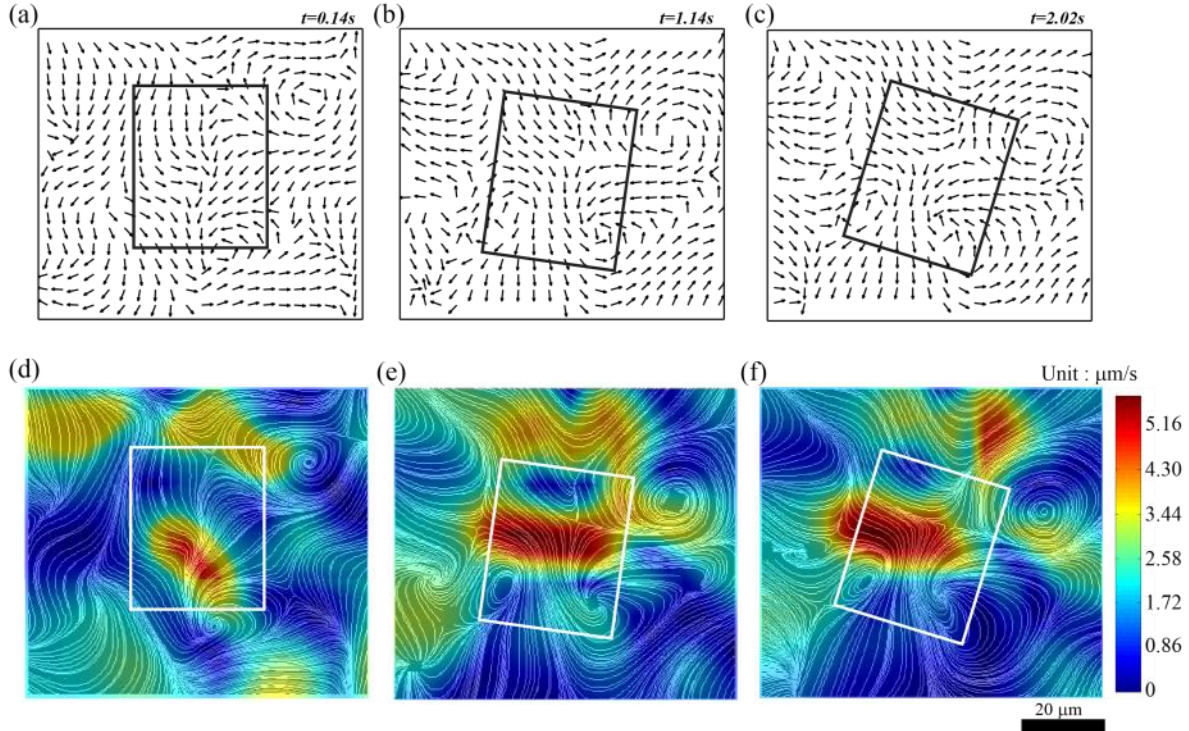 (a) t=0.14s (b) t=1.14s (c) t=2.02s
(d) (e) (f) Unit : μm/s
5.16
4.30
3.44
2.58
1.72
0.86
0
20 μm